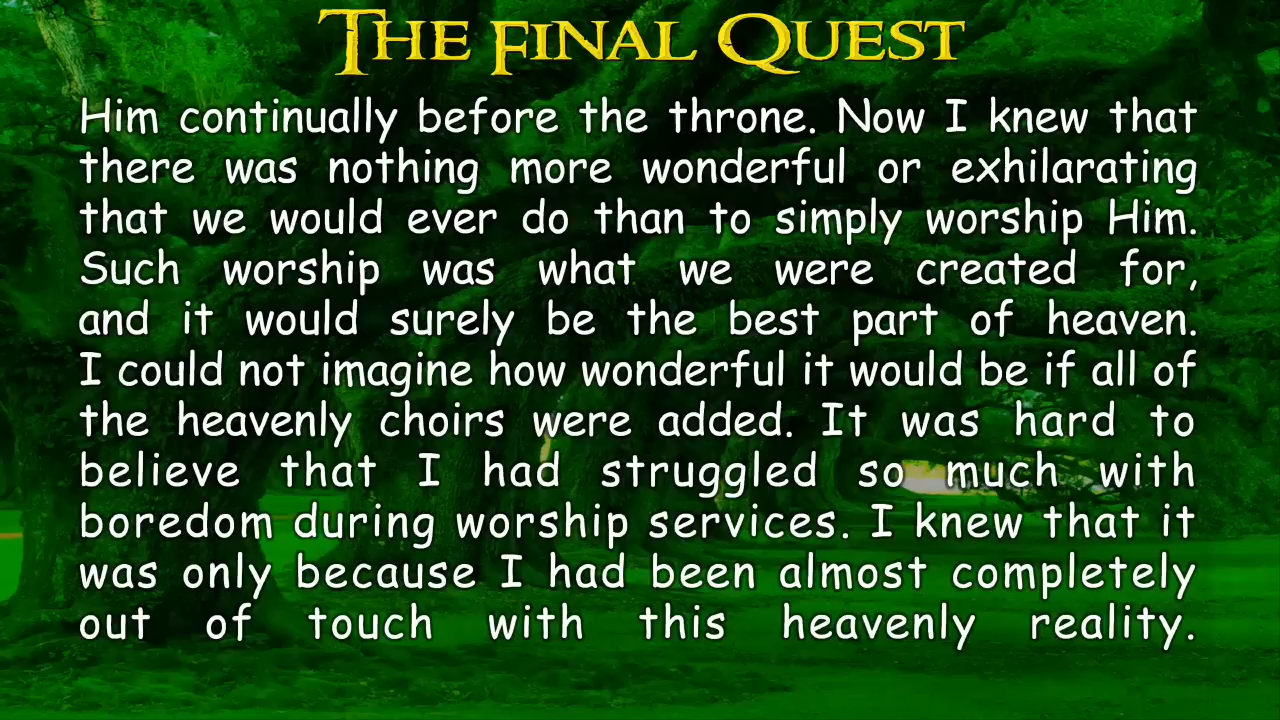 The Final Quest
Him continually before the throne. Now I knew that
there was nothing more wonderful or exhilarating
that we would ever do than to simply worship Him.
Such worship was what we were created for,
and it would surely be the best part of heaven.
I could not imagine how wonderful it would be if all of
the heavenly choirs were added. It was hard to
believe that I had struggled so much with
boredom during worship services. I knew that it
was only because I had been almost completely
out of touch with this heavenly reality.